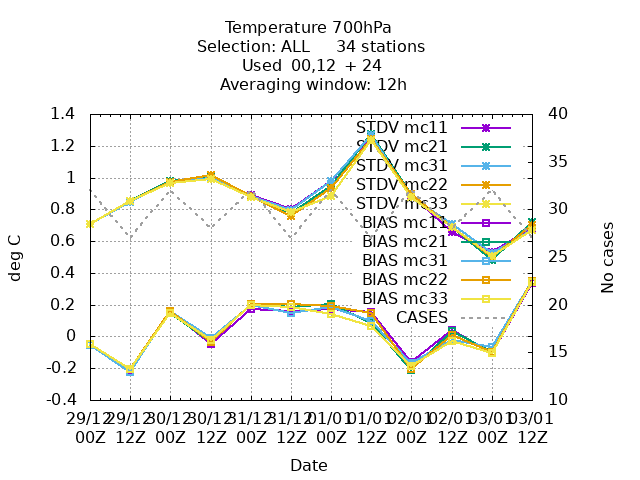 Temperature 700hPa
Selection: ALL 34 stations
Used 00,12 + 24
Averaging window: 12h
1.4
1.2
1
0.8
0.6
0.4
0.2
0
-0.2
-0.4
deg C
40
35
30
25
20
15
10
No cases
STDV mc11
STDV mc21
STDV mc31
STDV mc22
STDV mc33
BIAS mc11
BIAS mc21
BIAS mc31
BIAS mc22
BIAS mc33
CASES
29/12 29/12 30/12 30/12 31/12 31/12 01/01 01/01 02/01 02/01 03/01 03/01
00Z 12Z 00Z 12Z 00Z 12Z 00Z 12Z 00Z 12Z 00Z 12Z
Date